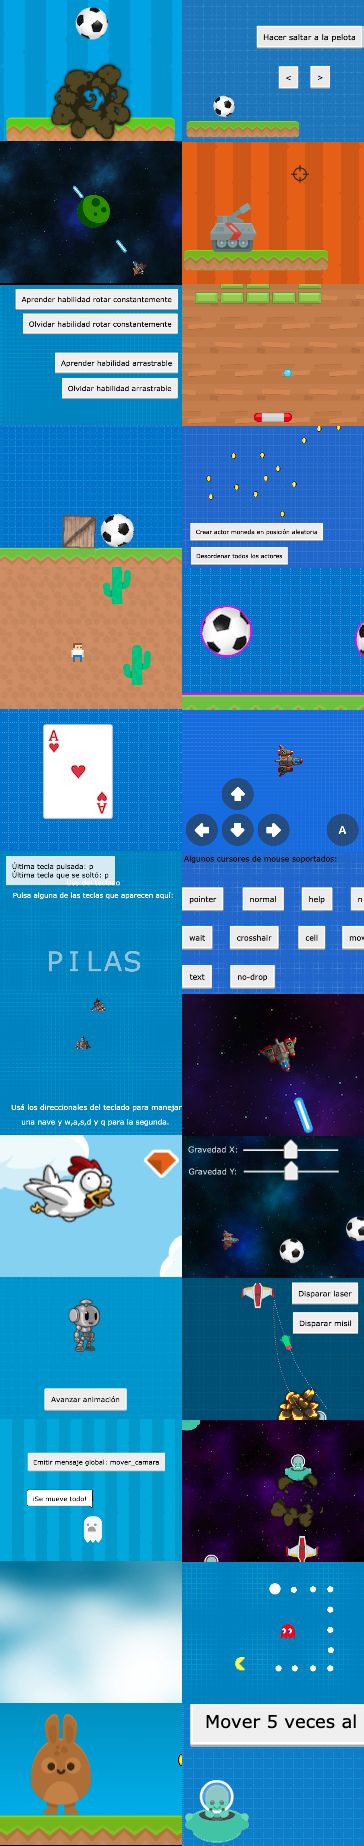 Hacer saltar a la pelota
<
>
Aprender habilidad rotar constantemente
Olvidar habilidad rotar constantemente
Aprender habilidad arrastrable
Olvidar habilidad arrastrable
Crear actor moneda en posición aleatoria
Desordenar todos los actores
A
A
A
Última tecla pulsada: p
Última tecla que se soltó: p
Pulsa alguna de las teclas que aparecen aquí:
PILAS
Algunos cursores de mouse soportados:
pointer normal help n
wait crosshair cell mov
text no-drop
Usá los direccionales del teclado para manejar
una nave y w,a,s,d y q para la segunda.
Gravedad X:
Gravedad Y:
Avanzar animación
Disparar laser
Disparar misil
Emitir mensaje global: mover_camara
¡Se mueve todo!
Mover 5 veces al